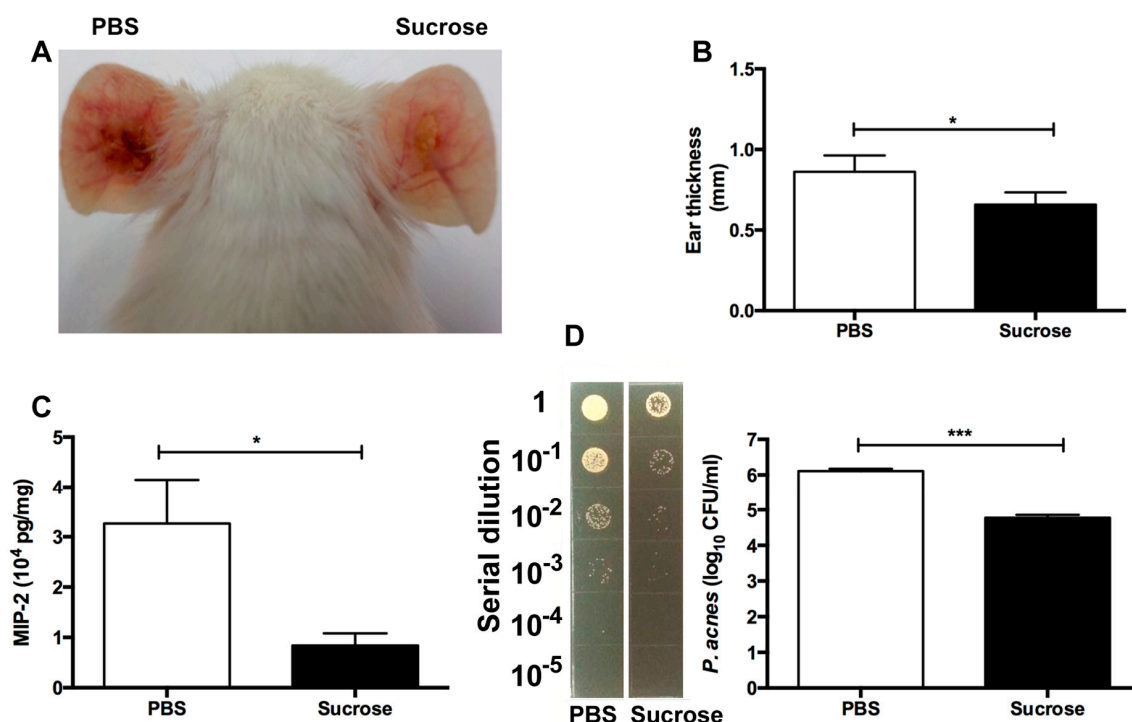 PBS Sucrose
A
B
1.5
1.0
0.5
0.0
Ear thickness
(mm)
*
PBS Sucrose
C
5
4
3
2
1
0
MIP-2 (10⁴ pg/mg)
*
PBS Sucrose
D
Serial dilution
1
10⁻¹
10⁻²
10⁻³
10⁻⁴
10⁻⁵
PBS Sucrose
7
6
5
4
3
2
1
0
P. acnes (log₁₀ CFU/ml)
***
PBS Sucrose